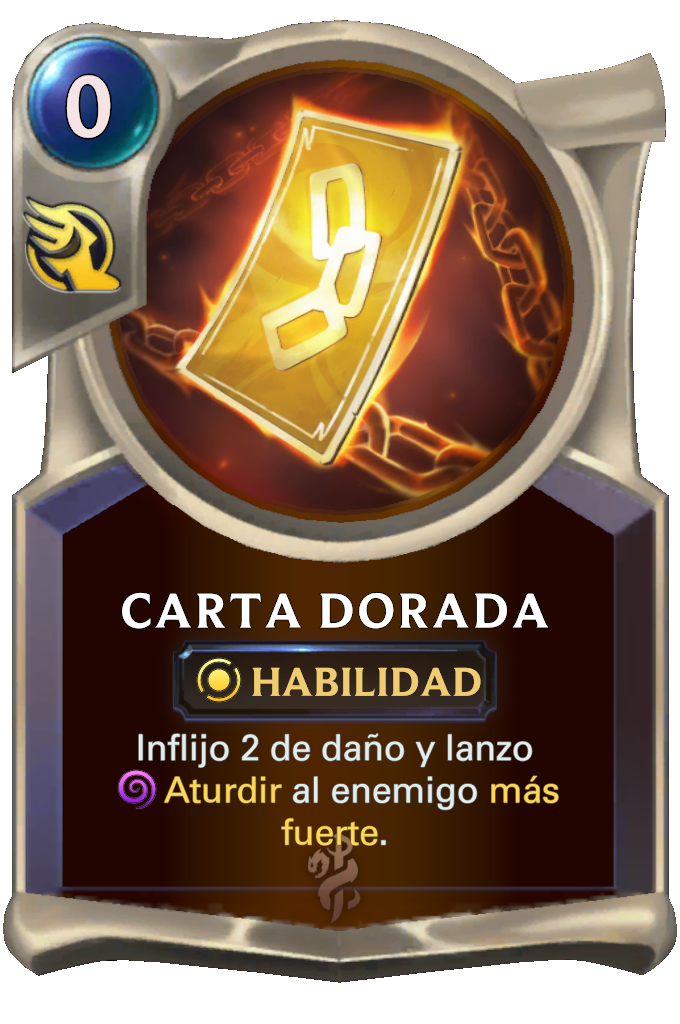 0
CARTA DORADA
HABILIDAD
Inflijo 2 de daño y lanzo
Aturdir al enemigo más
fuerte.